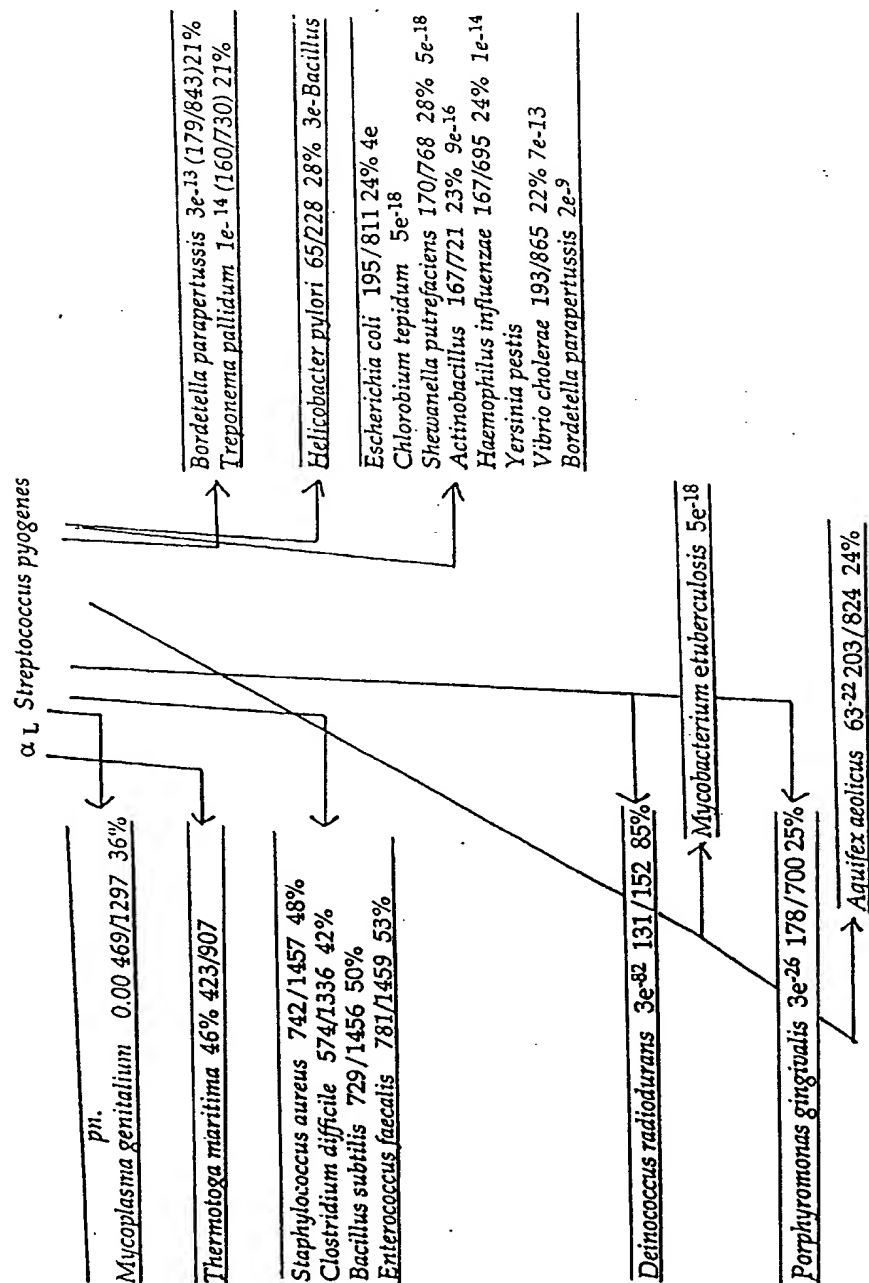 α L Streptococcus pyogenes
pn.
Mycoplasma genitalium 0.00 469/1297 36%
Thermotoga maritima 46% 423/907
Staphylococcus aureus 742/1457 48%
Clostridium difficile 574/1336 42%
Bacillus subtilis 729/1456 50%
Enterococcus faecalis 781/1459 53%
Deinococcus radiodurans 3e-82 131/152 85%
Porphyromonas gingivalis 3e-26 178/700 25%
Bordetella parapertussis 3e-13 (179/843)21%
Treponema pallidum 1e-14 (160/730) 21%
Helicobacter pylori 65/228 28% 3e-Bacillus
Escherichia coli 195/811 24% 4e
Chlorobium tepidum 5e-18
Shewanella putrefaciens 170/768 28% 5e-18
Actinobacillus 167/721 23% 9e-16
Haemophilus influenzae 167/695 24% 1e-14
Yersinia pestis
Vibrio cholerae 193/865 22% 7e-13
Bordetella parapertussis 2e-9
Mycobacterium etuberculosis 5e-18
Aquifex aeolicus 63-22 203/824 24%